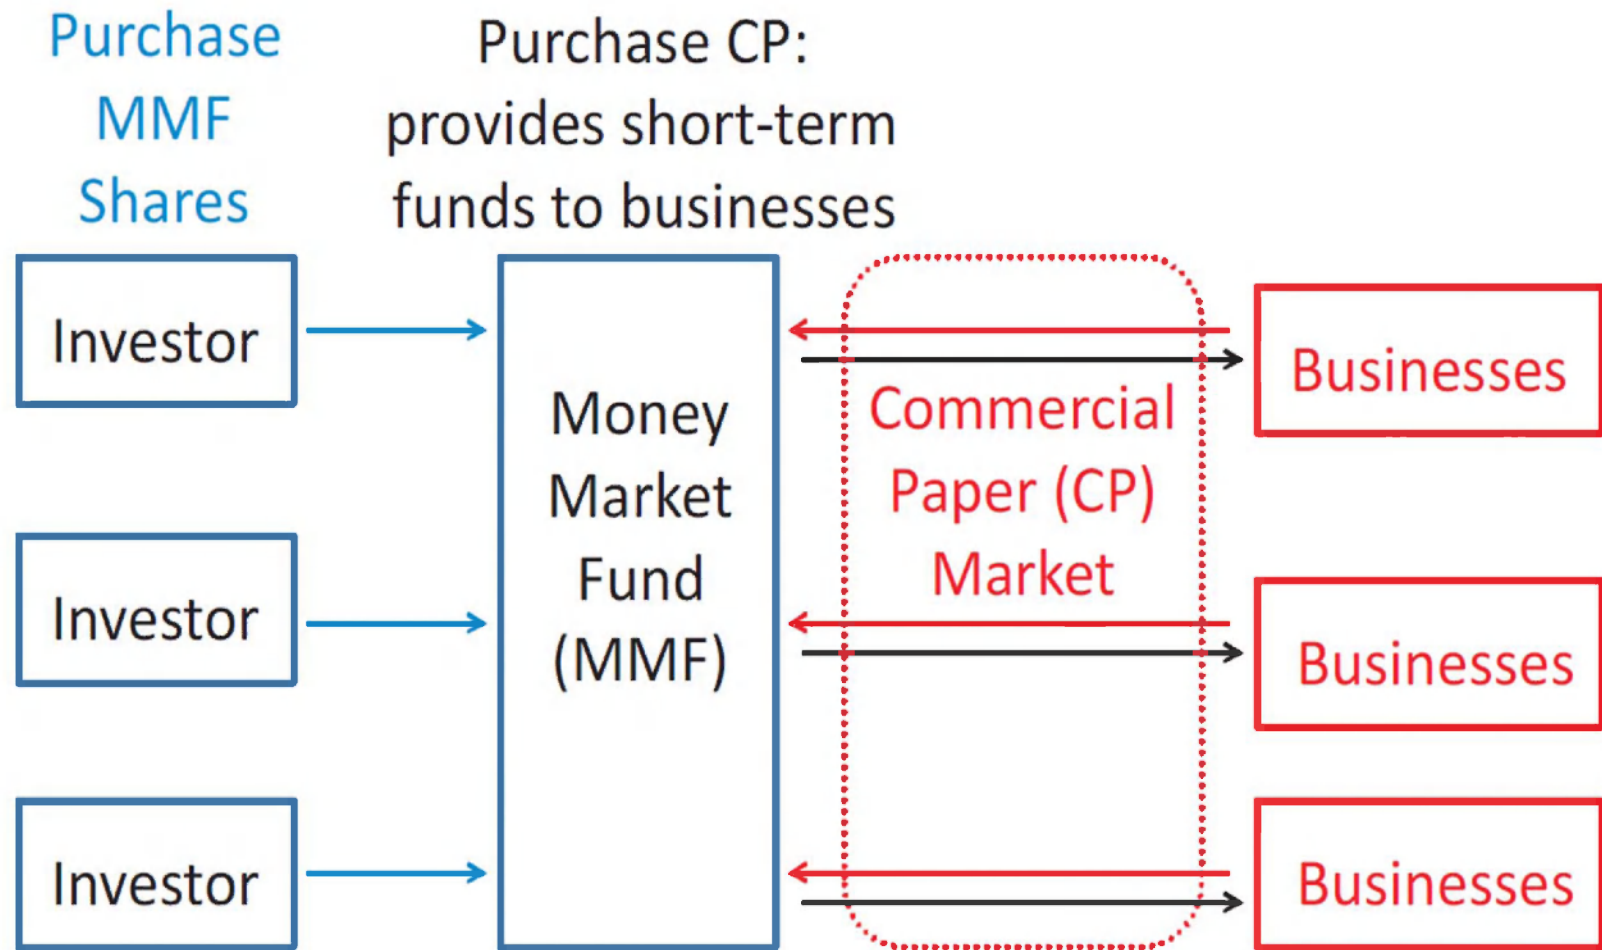 Purchase
MMF
Shares
Purchase CP:
provides short-term
funds to businesses
Investor
Investor
Investor
Money
Market
Fund
(MMF)
Commercial
Paper (CP)
Market
Businesses
Businesses
Businesses